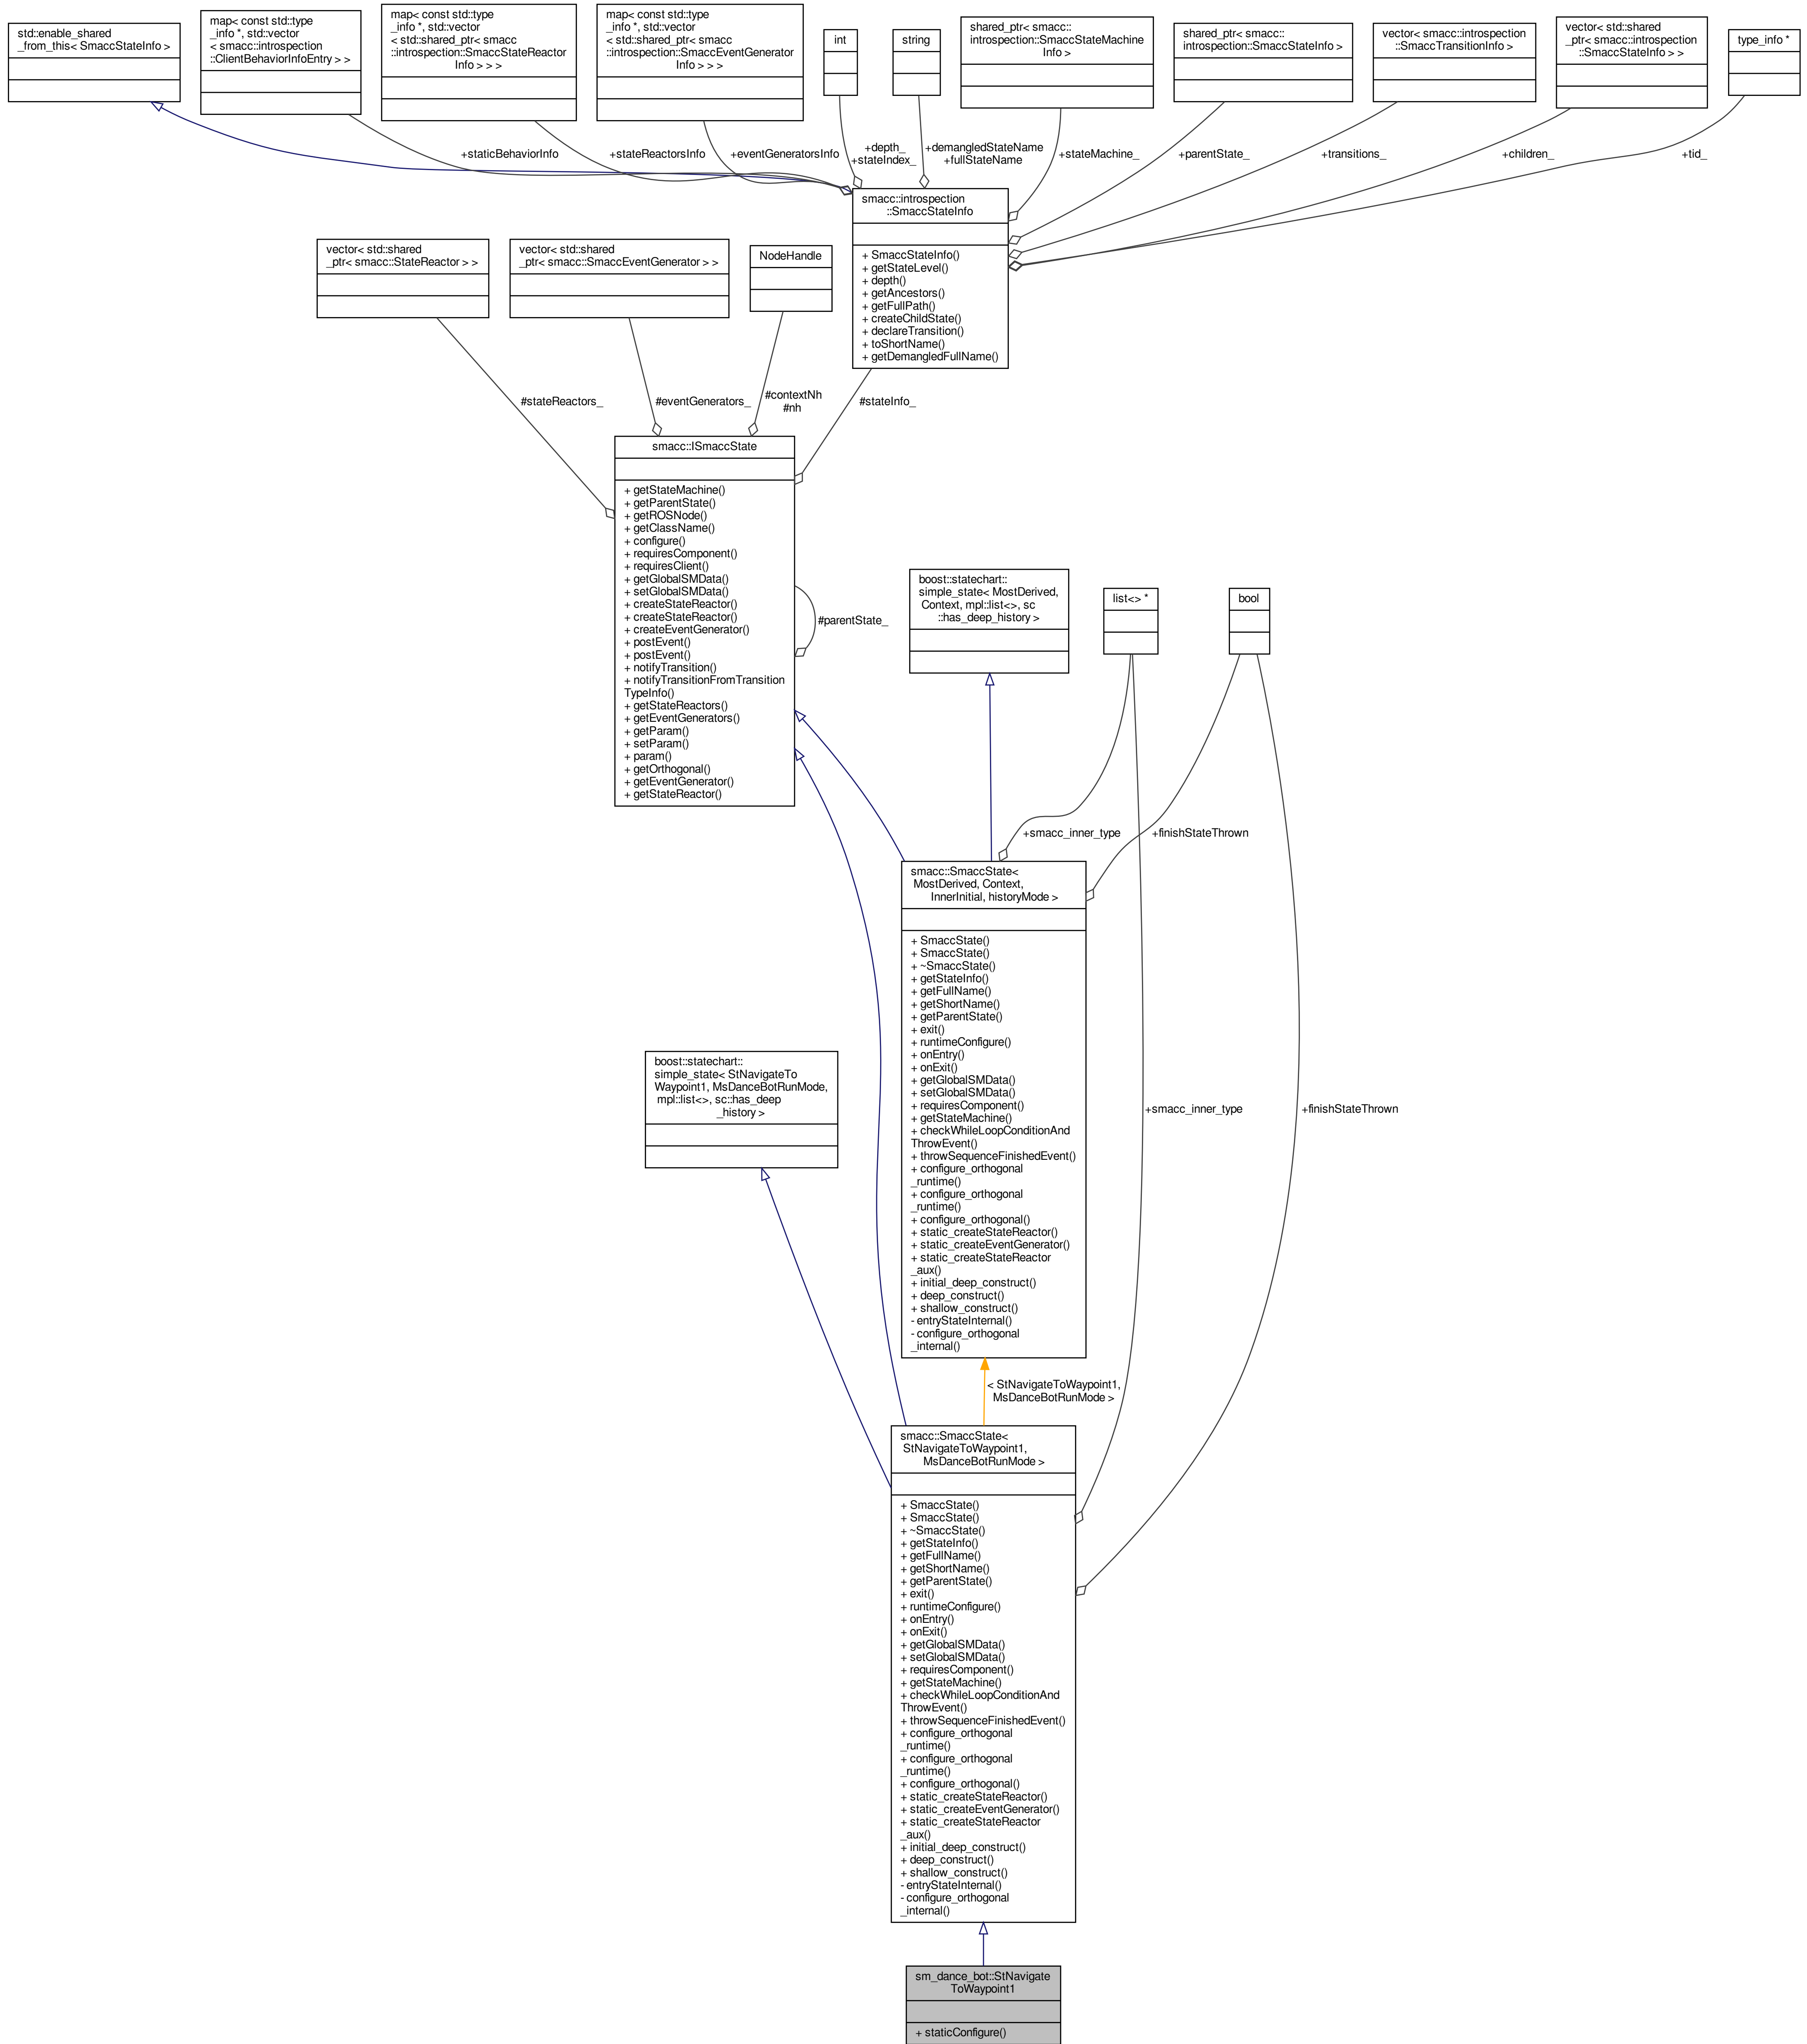 std::enable_shared
_from_this< SmaccStateInfo >
map< const std::type
_info *, std::vector
< smacc::introspection
::ClientBehaviorInfoEntry > >
map< const std::type
_info *, std::vector
< std::shared_ptr< smacc
::introspection::SmaccStateReactor
Info > > >
map< const std::type
_info *, std::vector
< std::shared_ptr< smacc
::introspection::SmaccEventGenerator
Info > > >
int
string
shared_ptr< smacc::
introspection::SmaccStateMachine
Info >
shared_ptr< smacc::
introspection::SmaccStateInfo >
vector< smacc::introspection
::SmaccTransitionInfo >
vector< std::shared
_ptr< smacc::introspection
::SmaccStateInfo > >
type_info *
+staticBehaviorInfo
+stateReactorsInfo
+eventGeneratorsInfo
+depth_
+stateIndex_
+demangledStateName
+fullStateName
+stateMachine_
+parentState_
+transitions_
+children_
+tid_
smacc::introspection
::SmaccStateInfo
+ SmaccStateInfo()
+ getStateLevel()
+ depth()
+ getAncestors()
+ getFullPath()
+ createChildState()
+ declareTransition()
+ toShortName()
+ getDemangledFullName()
vector< std::shared
_ptr< smacc::StateReactor > >
vector< std::shared
_ptr< smacc::SmaccEventGenerator > >
NodeHandle
#stateReactors_
#eventGenerators_
#contextNh
#nh
#stateInfo_
smacc::ISmaccState
+ getStateMachine()
+ getParentState()
+ getROSNode()
+ getClassName()
+ configure()
+ requiresComponent()
+ requiresClient()
+ getGlobalSMData()
+ setGlobalSMData()
+ createStateReactor()
+ createStateReactor()
+ createEventGenerator()
+ postEvent()
+ postEvent()
+ notifyTransition()
+ notifyTransitionFromTransition
TypeInfo()
+ getStateReactors()
+ getEventGenerators()
+ getParam()
+ setParam()
+ param()
+ getOrthogonal()
+ getEventGenerator()
+ getStateReactor()
#parentState_
boost::statechart::
simple_state< MostDerived,
Context, mpl::list<>, sc
::has_deep_history >
list<> *
bool
+smacc_inner_type
+finishStateThrown
smacc::SmaccState<
MostDerived, Context,
InnerInitial, historyMode >
+ SmaccState()
+ SmaccState()
+ ~SmaccState()
+ getStateInfo()
+ getFullName()
+ getShortName()
+ getParentState()
+ exit()
+ runtimeConfigure()
+ onEntry()
+ onExit()
+ getGlobalSMData()
+ setGlobalSMData()
+ requiresComponent()
+ getStateMachine()
+ checkWhileLoopConditionAnd
ThrowEvent()
+ throwSequenceFinishedEvent()
+ configure_orthogonal
_runtime()
+ configure_orthogonal
_runtime()
+ configure_orthogonal()
+ static_createStateReactor()
+ static_createEventGenerator()
+ static_createStateReactor
_aux()
+ initial_deep_construct()
+ deep_construct()
+ shallow_construct()
- entryStateInternal()
- configure_orthogonal
_internal()
boost::statechart::
simple_state< StNavigateTo
Waypoint1, MsDanceBotRunMode,
mpl::list<>, sc::has_deep
_history >
+smacc_inner_type
+finishStateThrown
< StNavigateToWaypoint1,
MsDanceBotRunMode >
smacc::SmaccState<
StNavigateToWaypoint1,
MsDanceBotRunMode >
+ SmaccState()
+ SmaccState()
+ ~SmaccState()
+ getStateInfo()
+ getFullName()
+ getShortName()
+ getParentState()
+ exit()
+ runtimeConfigure()
+ onEntry()
+ onExit()
+ getGlobalSMData()
+ setGlobalSMData()
+ requiresComponent()
+ getStateMachine()
+ checkWhileLoopConditionAnd
ThrowEvent()
+ throwSequenceFinishedEvent()
+ configure_orthogonal
_runtime()
+ configure_orthogonal
_runtime()
+ configure_orthogonal()
+ static_createStateReactor()
+ static_createEventGenerator()
+ static_createStateReactor
_aux()
+ initial_deep_construct()
+ deep_construct()
+ shallow_construct()
- entryStateInternal()
- configure_orthogonal
_internal()
sm_dance_bot::StNavigate
ToWaypoint1
+ staticConfigure()